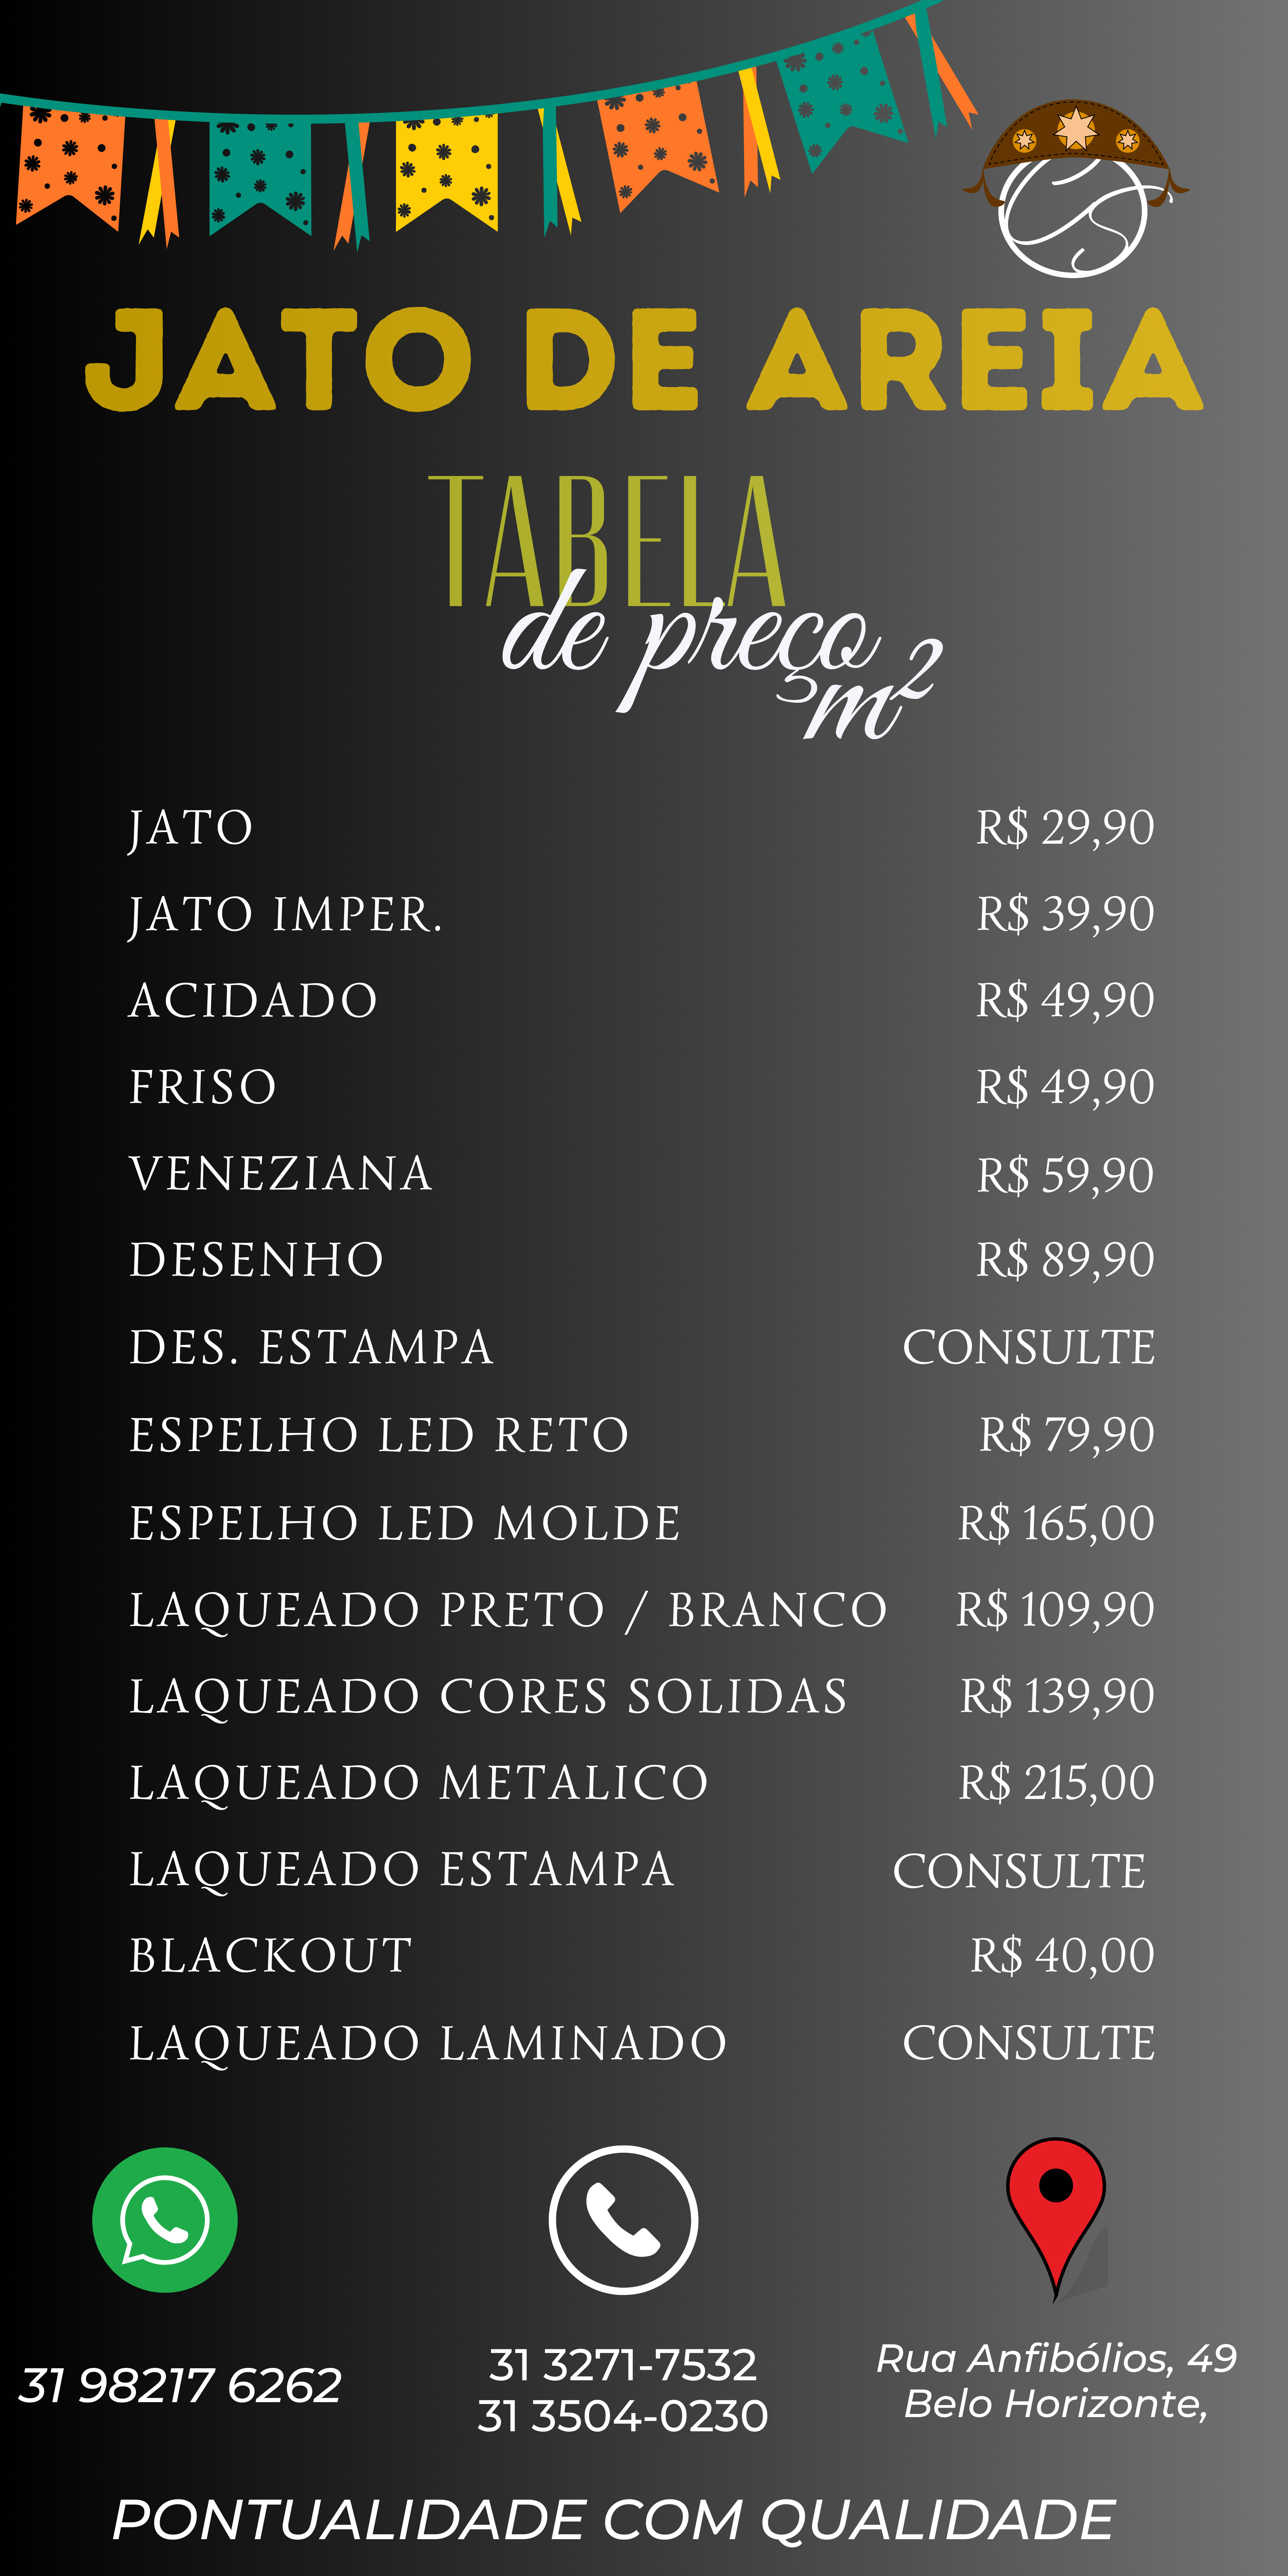 JATO DE AREIA
TABELA
de preço
m²
JATO R$ 29,90
JATO IMPER. R$ 39,90
ACIDADO R$ 49,90
FRISO R$ 49,90
VENEZIANA R$ 59,90
DESENHO R$ 89,90
DES. ESTAMPA CONSULTE
ESPELHO LED RETO R$ 79,90
ESPELHO LED MOLDE R$ 165,00
LAQUEADO PRETO / BRANCO R$ 109,90
LAQUEADO CORES SOLIDAS R$ 139,90
LAQUEADO METALICO R$ 215,00
LAQUEADO ESTAMPA CONSULTE
BLACKOUT R$ 40,00
LAQUEADO LAMINADO CONSULTE
31 98217 6262
31 3271-7532
31 3504-0230
Rua Anfibólios, 49
Belo Horizonte,
PONTUALIDADE COM QUALIDADE